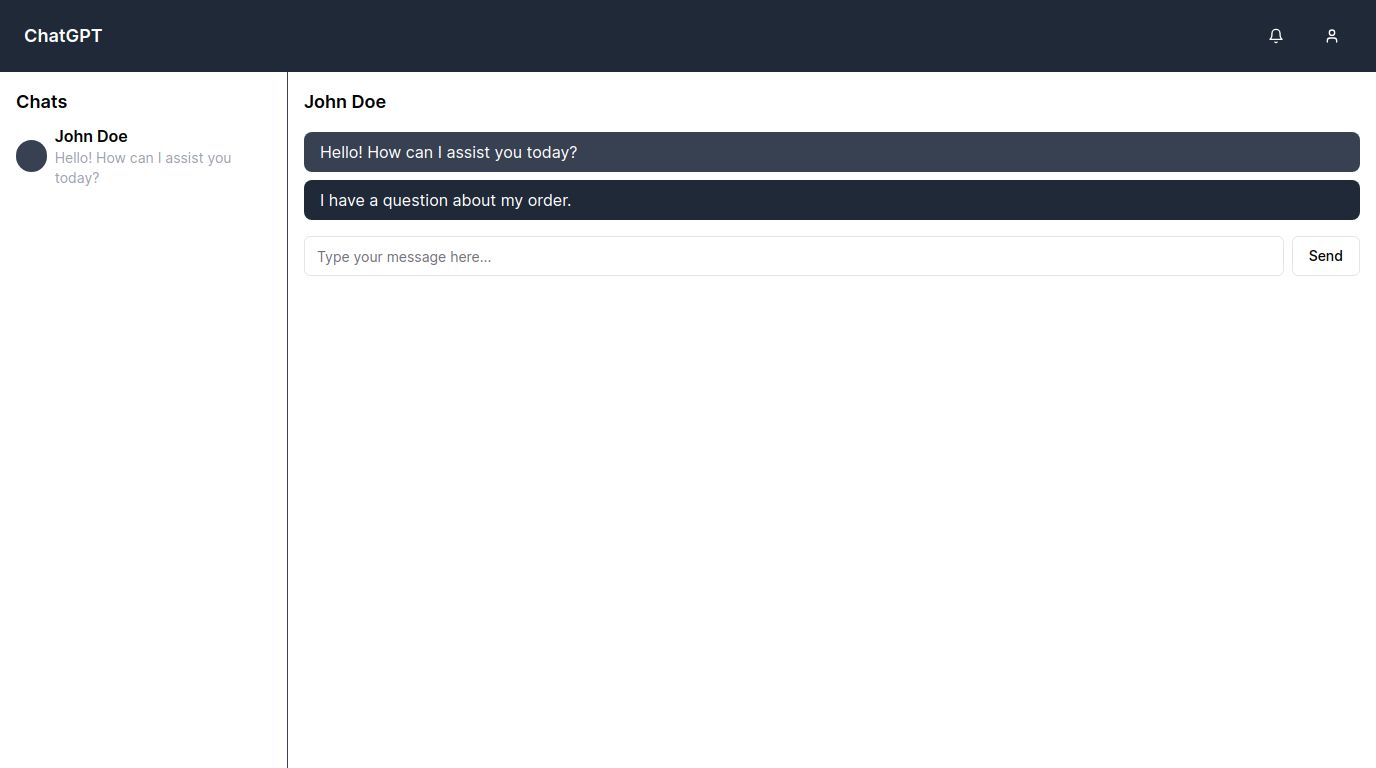 ChatGPT
Chats
John Doe
Hello! How can I assist you
today?
John Doe
Hello! How can I assist you today?
I have a question about my order.
Type your message here...
Send